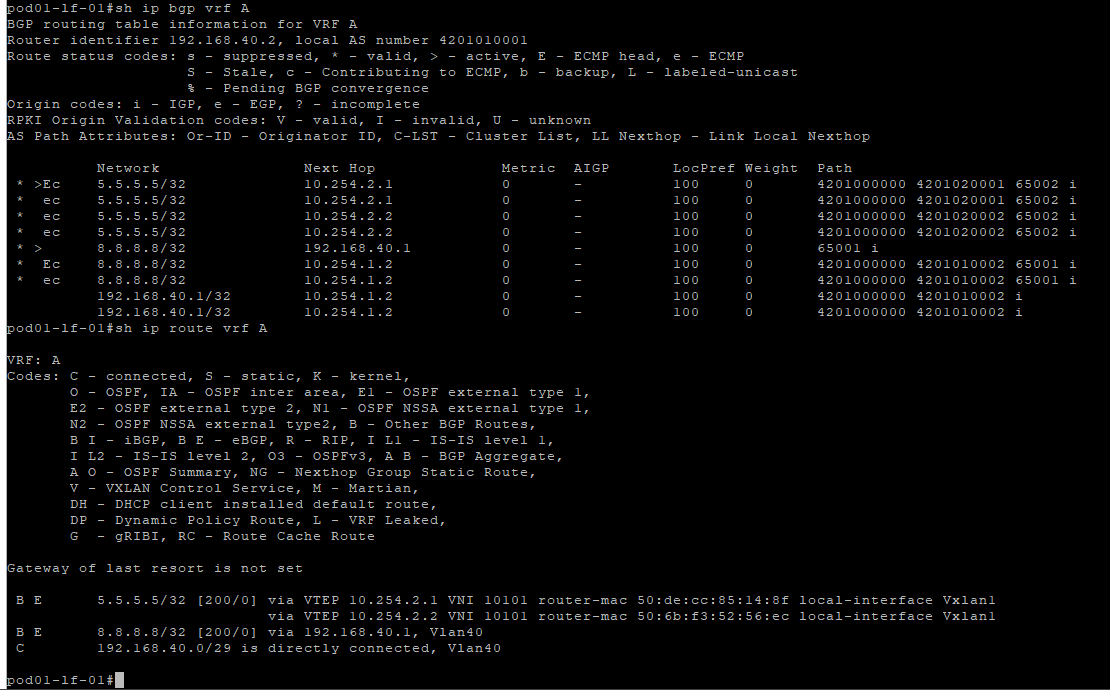 pod01-lf-01#sh ip bgp vrf A
BGP routing table information for VRF A
Router identifier 192.168.40.2, local AS number 4201010001
Route status codes: s - suppressed, * - valid, > - active, E - ECMP head, e - ECMP
                    S - Stale, c - Contributing to ECMP, b - backup, L - labeled-unicast
                    % - Pending BGP convergence
Origin codes: i - IGP, e - EGP, ? - incomplete
RPKI Origin Validation codes: V - valid, I - invalid, U - unknown
AS Path Attributes: Or-ID - Originator ID, C-LST - Cluster List, LL Nexthop - Link Local Nexthop

          Network                Next Hop              Metric  AIGP       LocPref Weight  Path
 * >Ec    5.5.5.5/32             10.254.2.1            0       -          100     0       4201000000 4201020001 65002 i
 *  ec    5.5.5.5/32             10.254.2.1            0       -          100     0       4201000000 4201020001 65002 i
 *  ec    5.5.5.5/32             10.254.2.2            0       -          100     0       4201000000 4201020002 65002 i
 *  ec    5.5.5.5/32             10.254.2.2            0       -          100     0       4201000000 4201020002 65002 i
 * >      8.8.8.8/32             192.168.40.1          0       -          100     0       65001 i
 *  Ec    8.8.8.8/32             10.254.1.2            0       -          100     0       4201000000 4201010002 65001 i
 *  ec    8.8.8.8/32             10.254.1.2            0       -          100     0       4201000000 4201010002 65001 i
          192.168.40.1/32        10.254.1.2            0       -          100     0       4201000000 4201010002 i
          192.168.40.1/32        10.254.1.2            0       -          100     0       4201000000 4201010002 i
pod01-lf-01#sh ip route vrf A

VRF: A
Codes: C - connected, S - static, K - kernel,
       O - OSPF, IA - OSPF inter area, E1 - OSPF external type 1,
       E2 - OSPF external type 2, N1 - OSPF NSSA external type 1,
       N2 - OSPF NSSA external type2, B - Other BGP Routes,
       B I - iBGP, B E - eBGP, R - RIP, I L1 - IS-IS level 1,
       I L2 - IS-IS level 2, O3 - OSPFv3, A B - BGP Aggregate,
       A O - OSPF Summary, NG - Nexthop Group Static Route,
       V - VXLAN Control Service, M - Martian,
       DH - DHCP client installed default route,
       DP - Dynamic Policy Route, L - VRF Leaked,
       G  - gRIBI, RC - Route Cache Route

Gateway of last resort is not set

 B E      5.5.5.5/32 [200/0] via VTEP 10.254.2.1 VNI 10101 router-mac 50:de:cc:85:14:8f local-interface Vxlan1
                             via VTEP 10.254.2.2 VNI 10101 router-mac 50:6b:f3:52:56:ec local-interface Vxlan1
 B E      8.8.8.8/32 [200/0] via 192.168.40.1, Vlan40
 C        192.168.40.0/29 is directly connected, Vlan40

pod01-lf-01#